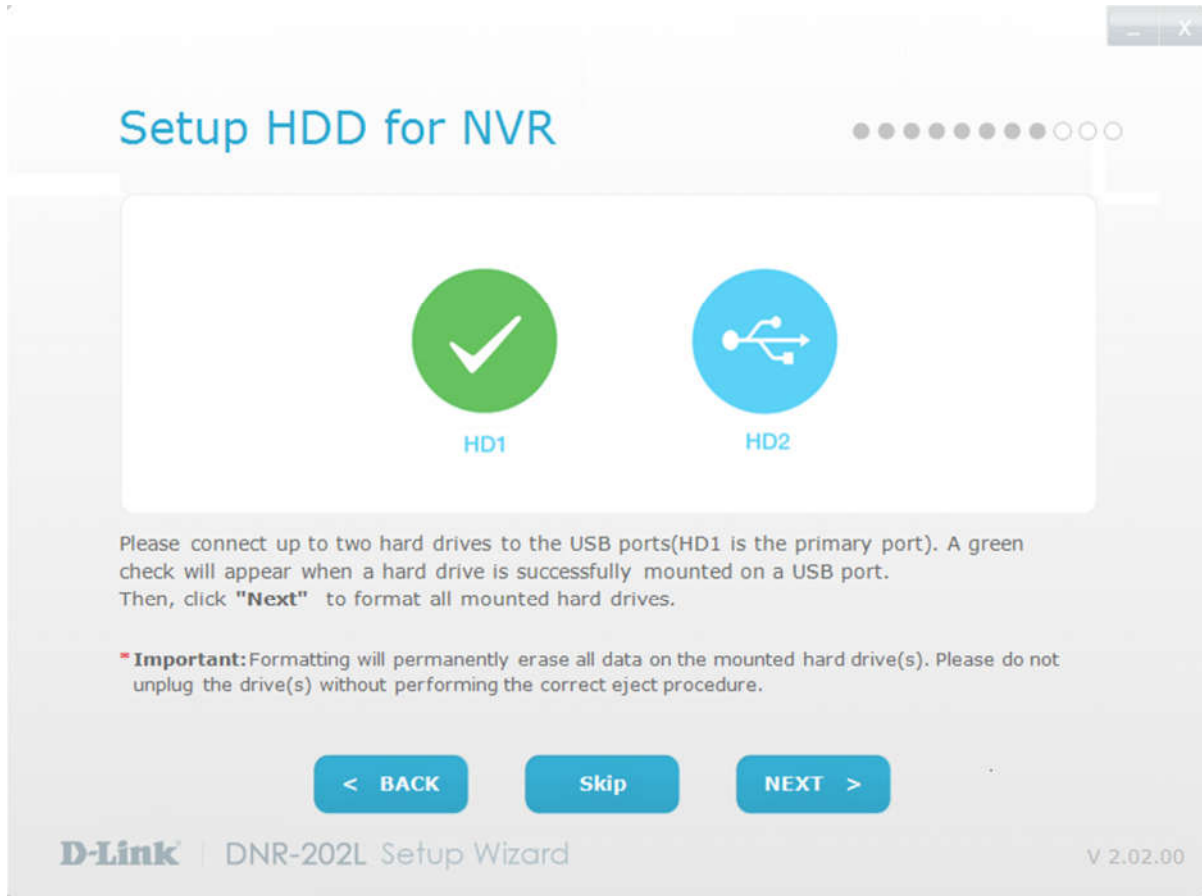 _ X
Setup HDD for NVR
HD1
HD2
Please connect up to two hard drives to the USB ports(HD1 is the primary port). A green
check will appear when a hard drive is successfully mounted on a USB port.
Then, click "Next" to format all mounted hard drives.
*Important:Formatting will permanently erase all data on the mounted hard drive(s). Please do not
unplug the drive(s) without performing the correct eject procedure.
< BACK
Skip
NEXT >
D-Link DNR-202L Setup Wizard
V 2.02.00